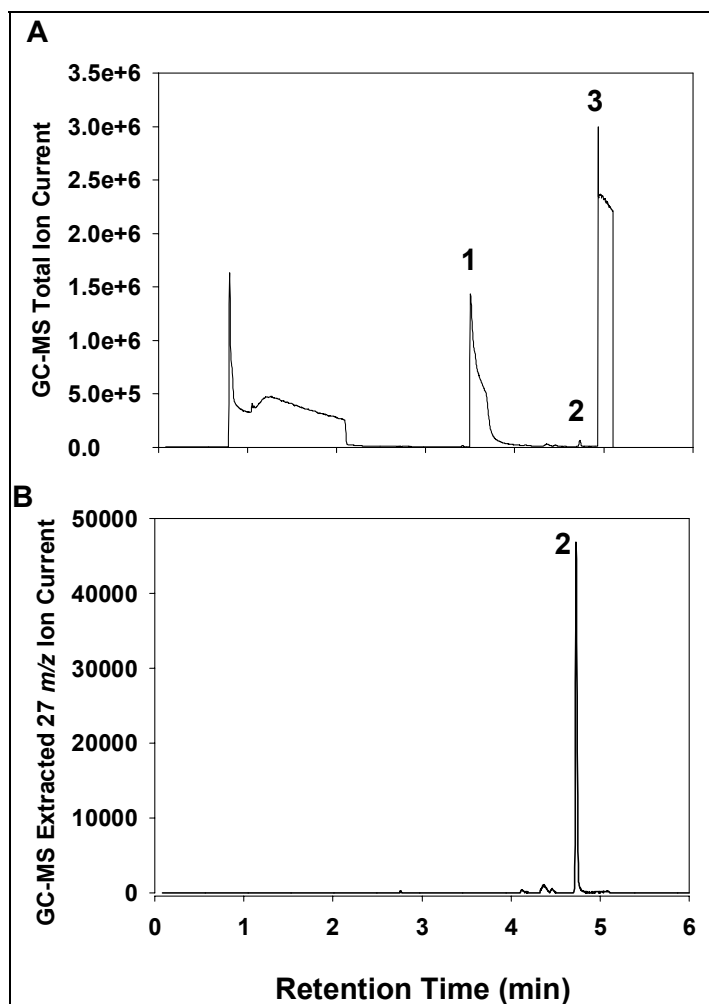 A
GC-MS Total Ion Current
3.5e+6
3.0e+6
2.5e+6
2.0e+6
1.5e+6
1.0e+6
5.0e+5
0.0
1
2
3
B
GC-MS Extracted 27 m/z Ion Current
50000
40000
30000
20000
10000
0
2
0 1 2 3 4 5 6
Retention Time (min)